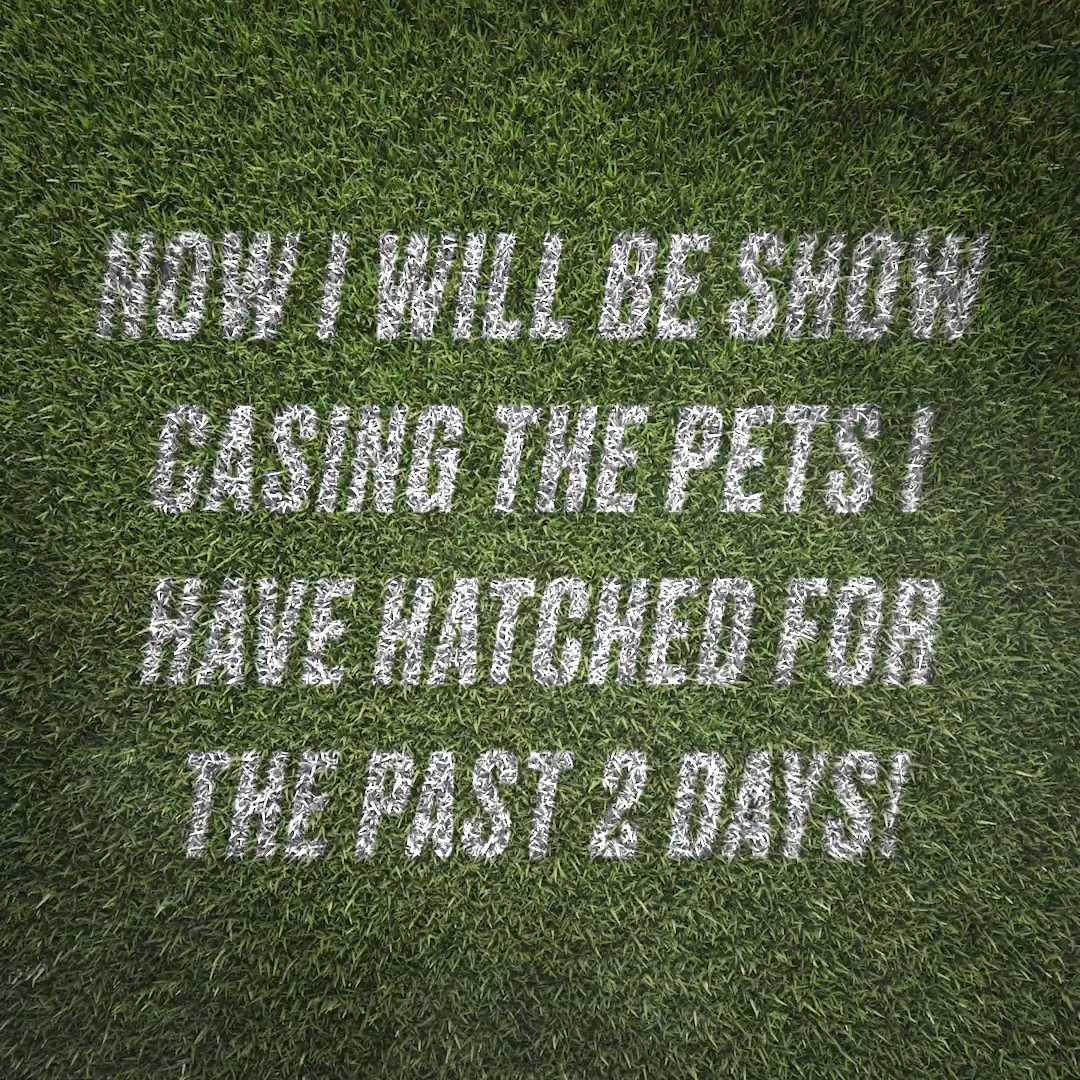 NOW I WILL BE SHOW
CASING THE PETS I
HAVE HATCHED FOR
THE PAST 2 DAYS!